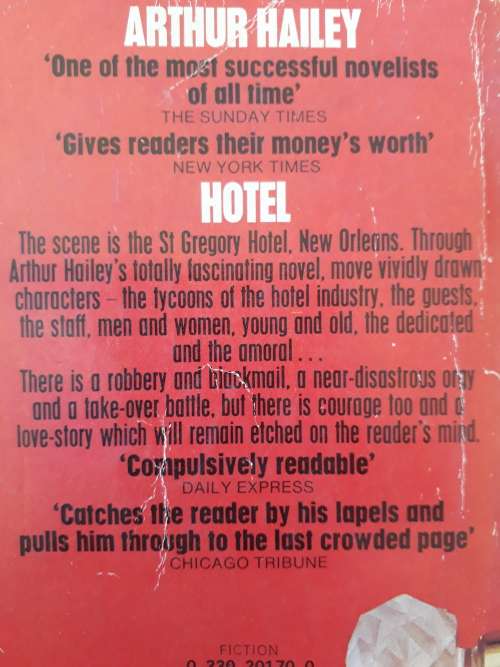 ARTHUR HAILEY
‘One of the most successful novelists
of all time’
THE SUNDAY TIMES
‘Gives readers their money’s worth’
NEW YORK TIMES
HOTEL
The scene is the St Gregory Hotel, New Orleans. Through
Arthur Hailey’s totally fascinating novel, move vividly drawn
characters – the tycoons of the hotel industry, the guests,
the staff, men and women, young and old, the dedicated
and the amoral ...
There is a robbery and blackmail, a near-disastrous orgy
and a take-over battle, but there is courage too and a
love-story which will remain etched on the reader’s mind.
‘Compulsively readable’
DAILY EXPRESS
‘Catches the reader by his lapels and
pulls him through to the last crowded page’
CHICAGO TRIBUNE
FICTION
0 330 20170 0